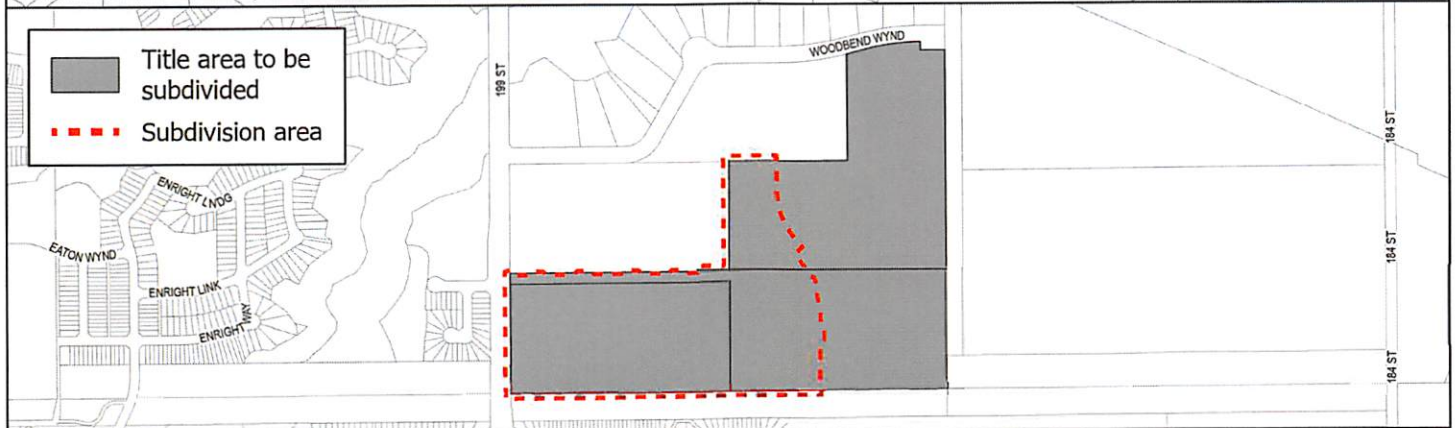 Title area to be
subdivided
Subdivision area
199 ST
WOODBEND WYND
184 ST
ENRIGHT LNDG
EATON WYND
184 ST
ENRIGHT LINK
ENRIGHT WAY
184 ST